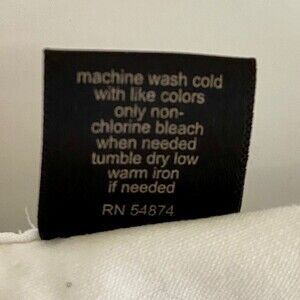 machine wash cold
with like colors
only non-
chlorine bleach
when needed
tumble dry low
warm iron
if needed
RN 54874